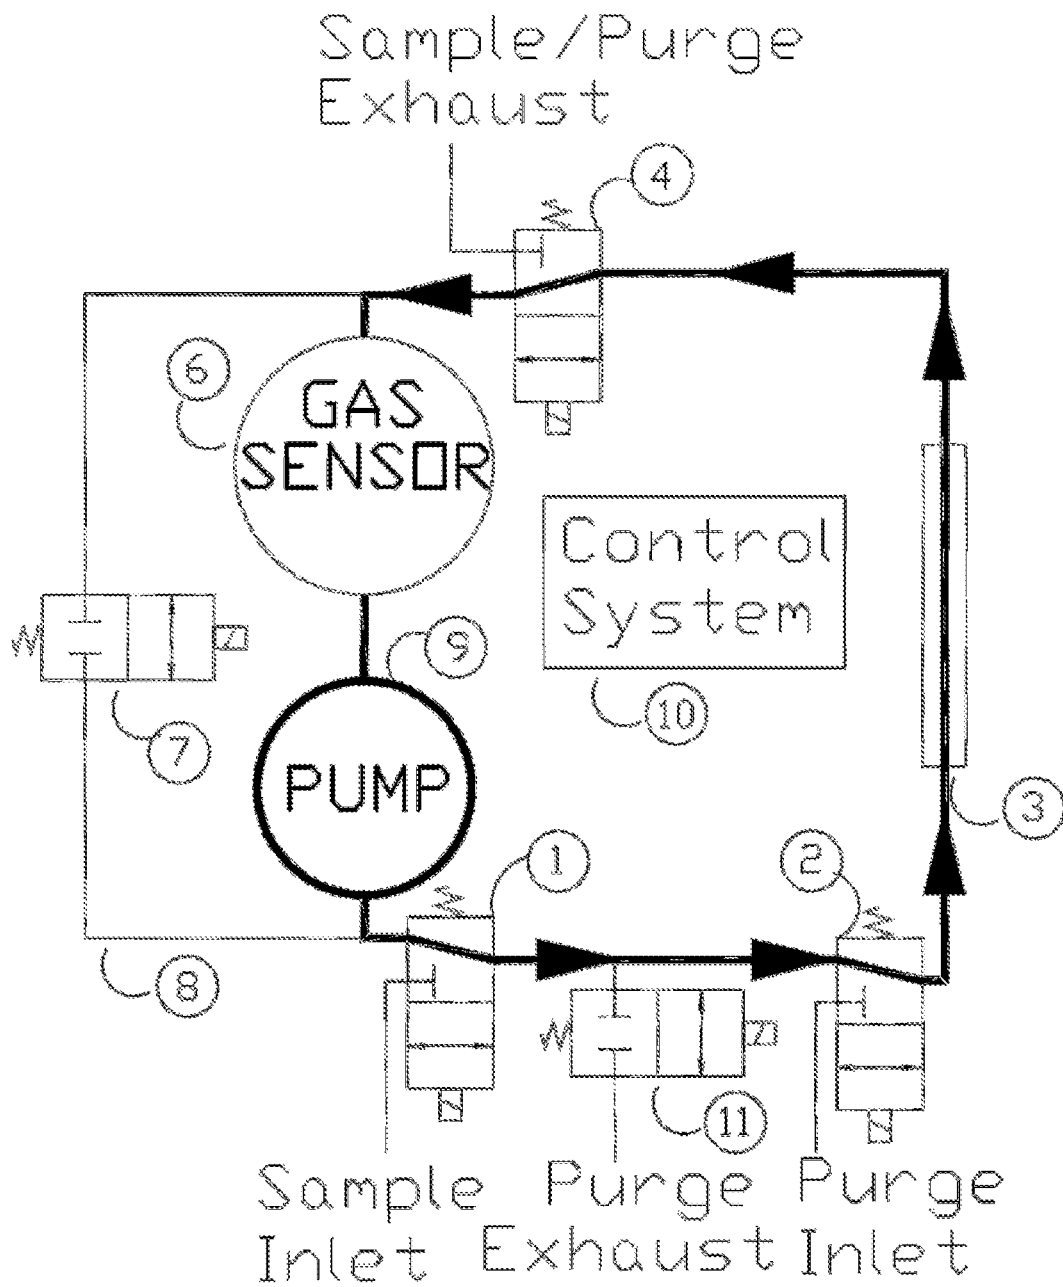 Sample/Purge
Exhaust
4
6
GAS
SENSOR
Control
System
9
10
7
PUMP
3
1
2
8
11
Sample
Inlet
Purge
Exhaust
Purge
Inlet